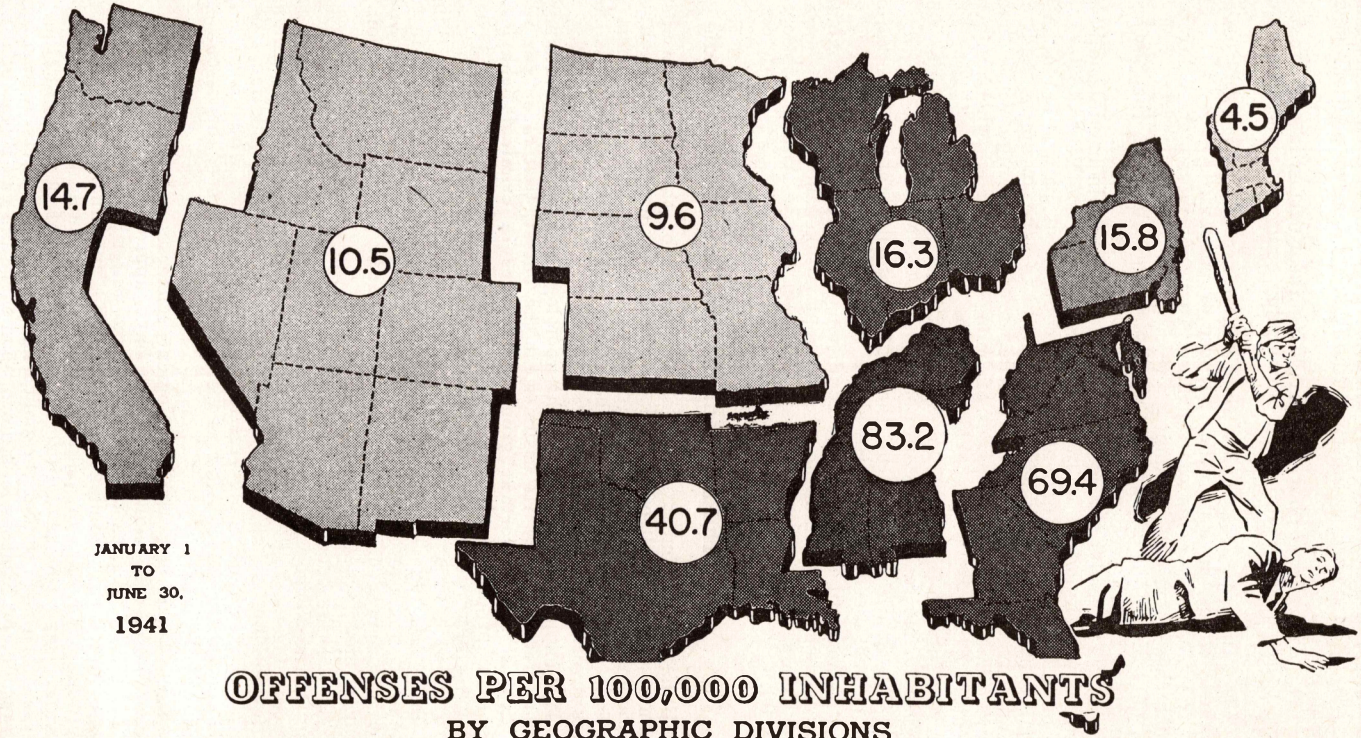 4.5
14.7
9.6
10.5
16.3
15.8
83.2
69.4
40.7
JANUARY 1
TO
JUNE 30,
1941
OFFENSES PER 100,000 INHABITANTS
BY GEOGRAPHIC DIVISIONS